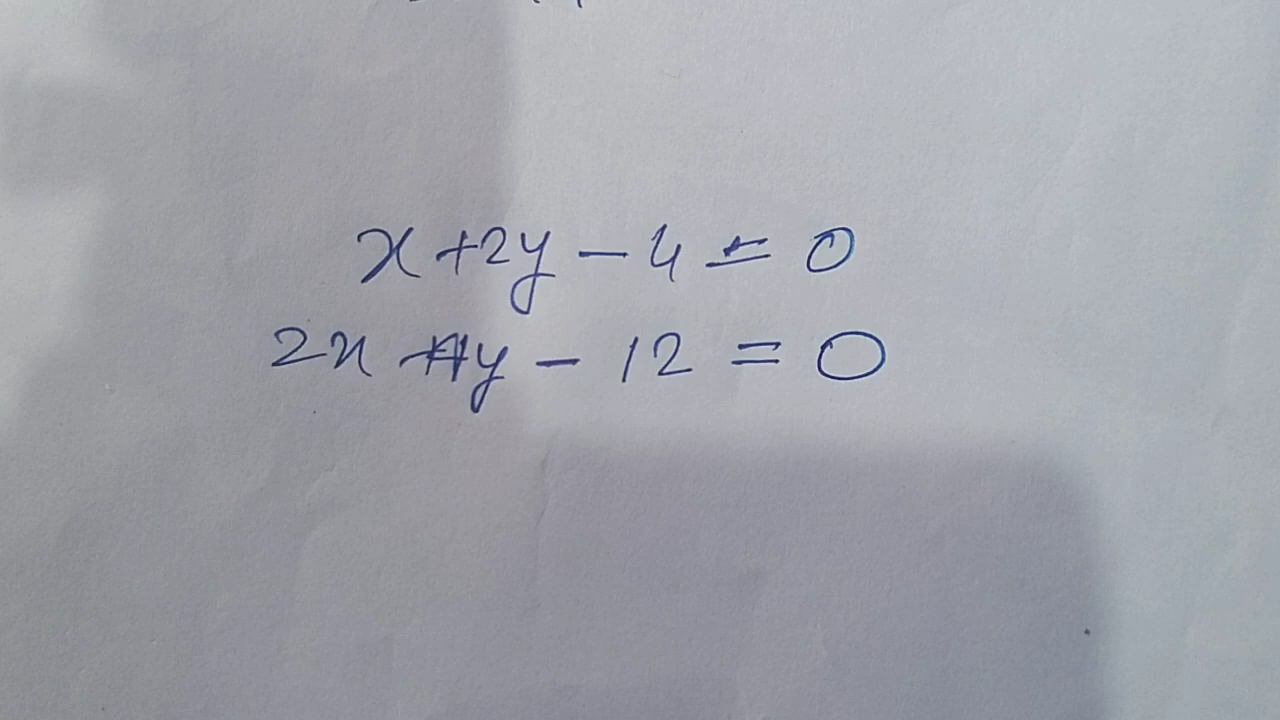 x + 2y - 4 = 0
2x + 4y - 12 = 0